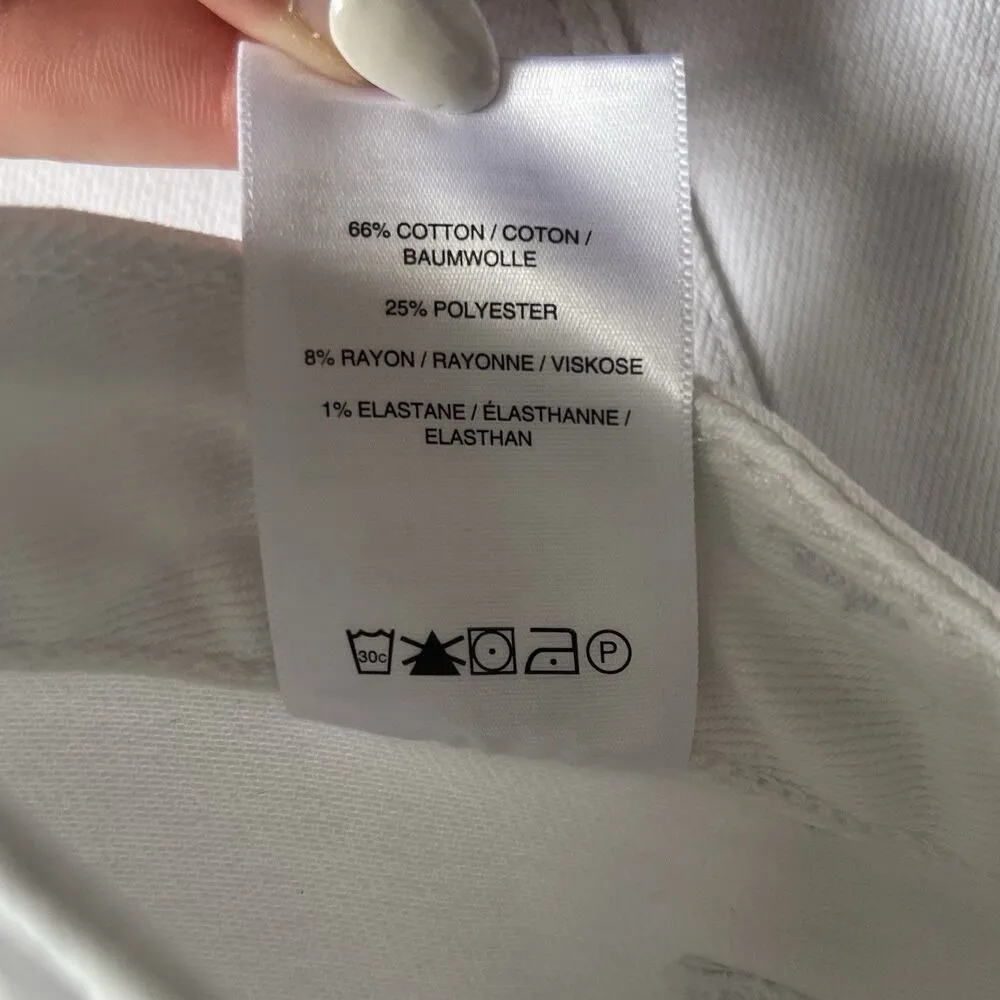 66% COTTON / COTON /
BAUMWOLLE
25% POLYESTER
8% RAYON / RAYONNE / VISKOSE
1% ELASTANE / ÉLASTHANNE /
ELASTHAN
30c P